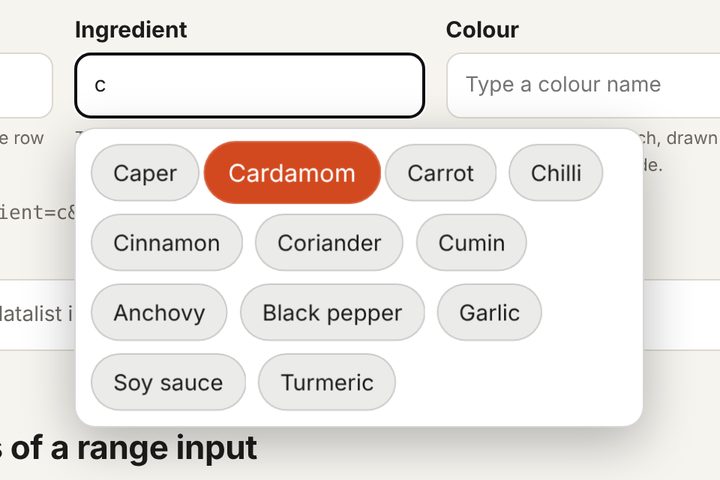 Ingredient
Colour
c
Type a colour name
e row
ch, drawn
de.
ient=c&
Caper
Cardamom
Carrot
Chilli
Cinnamon
Coriander
Cumin
Anchovy
Black pepper
Garlic
Soy sauce
Turmeric
latalist i
s of a range input